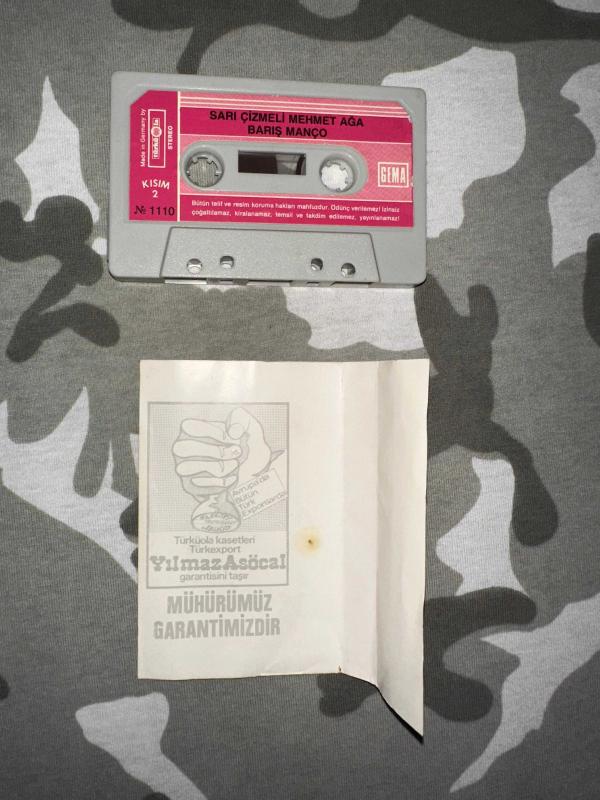 SARI ÇİZMELİ MEHMET AĞA
BARIŞ MANÇO
Made in Germany by
türküola
STEREO
KISIM
2
№ 1110
GEMA
Bütün telif ve resim koruma hakları mahfuzdur. Ödünç verilemez! İzinsiz
çoğaltılamaz, kiralanamaz, temsil ve takdim edilemez, yayınlanamaz!
Avrupa'da
Bütün
Türk
Exportlarda
Türküola kasetleri
Türkexport
Yılmaz Asöcal
garantisini taşır
MÜHÜRÜMÜZ
GARANTİMİZDİR